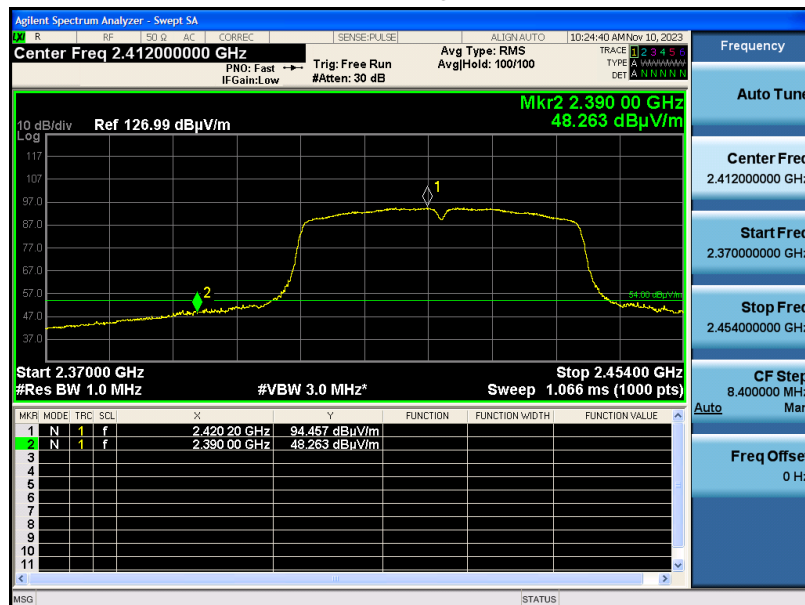 Agilent Spectrum Analyzer - Swept SA
LXI R RF 50 Ω AC CORREC SENSE:PULSE ALIGN AUTO 10:24:40 AM Nov 10, 2023
Center Freq 2.412000000 GHz
PNO: Fast
IFGain:Low
Trig: Free Run
#Atten: 30 dB
Avg Type: RMS
Avg|Hold: 100/100
TRACE 1 2 3 4 5 6
TYPE A WWWWW
DET A N N N N N
Mkr2 2.390 00 GHz
48.263 dBµV/m
10 dB/div
Log
Ref 126.99 dBµV/m
117
107
97.0
87.0
77.0
67.0
57.0
47.0
37.0
1
2
54.00 dBµV/m
Start 2.37000 GHz
Stop 2.45400 GHz
#Res BW 1.0 MHz
#VBW 3.0 MHz*
Sweep 1.066 ms (1000 pts)
MKR MODE TRC SCL X Y FUNCTION FUNCTION WIDTH FUNCTION VALUE
1 N 1 f 2.420 20 GHz 94.457 dBµV/m
2 N 1 f 2.390 00 GHz 48.263 dBµV/m
3
4
5
6
7
8
9
10
11
MSG
STATUS
Frequency
Auto Tune
Center Freq
2.412000000 GHz
Start Freq
2.370000000 GHz
Stop Freq
2.454000000 GHz
CF Step
8.400000 MHz
Auto Man
Freq Offset
0 Hz